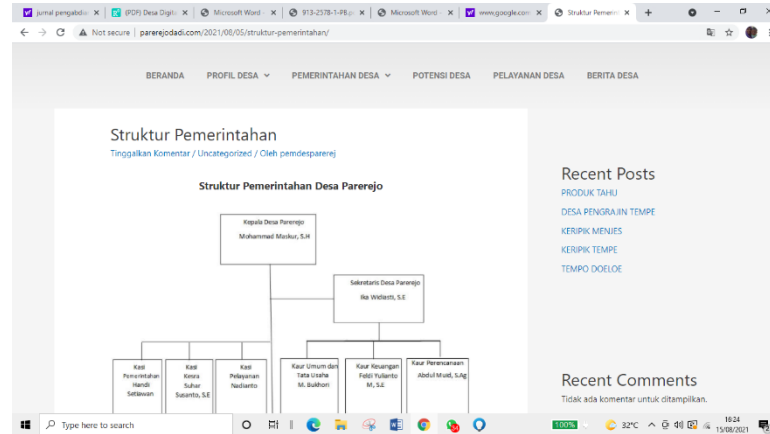 jurnal pengabdia
(PDF) Desa Digita
Microsoft Word -
913-2578-1-PB.p
Microsoft Word -
www.google.com
Struktur Pemerin
Not secure | parerejodadi.com/2021/08/05/struktur-pemerintahan/
BERANDA PROFIL DESA PEMERINTAHAN DESA POTENSI DESA PELAYANAN DESA BERITA DESA
Struktur Pemerintahan
Tinggalkan Komentar / Uncategorized / Oleh pemdesparerej
Struktur Pemerintahan Desa Parerejo
Kepala Desa Parerejo
Mohammad Maskur, S.H
Sekretaris Desa Parerejo
Ika Widiasti, S.E
Kasi
Pemerintahan
Handi
Setiawan
Kasi
Kesra
Suhar
Susanto, S.E
Kasi
Pelayanan
Nadianto
Kaur Umum dan
Tata Usaha
M. Bukhori
Kaur Keuangan
Feldi Yulianto
M, S.E
Kaur Perencanaan
Abdul Muid, S.Ag
Recent Posts
PRODUK TAHU
DESA PENGRAJIN TEMPE
KERIPIK MENJES
KERIPIK TEMPE
TEMPO DOELOE
Recent Comments
Tidak ada komentar untuk ditampilkan.
Type here to search
100%
32°C
16:24
15/08/2021